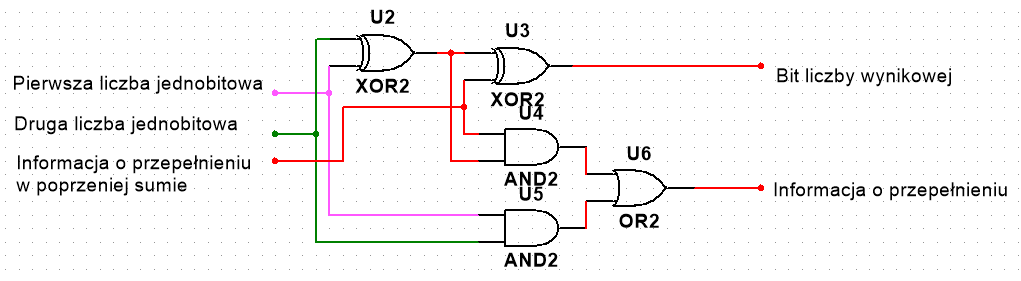 U2
U3
XOR2
Pierwsza liczba jednobitowa
Bit liczby wynikowej
XOR2
U4
Druga liczba jednobitowa
Informacja o przepełnieniu
w poprzeniej sumie
U6
AND2
U5
Informacja o przepełnieniu
OR2
AND2